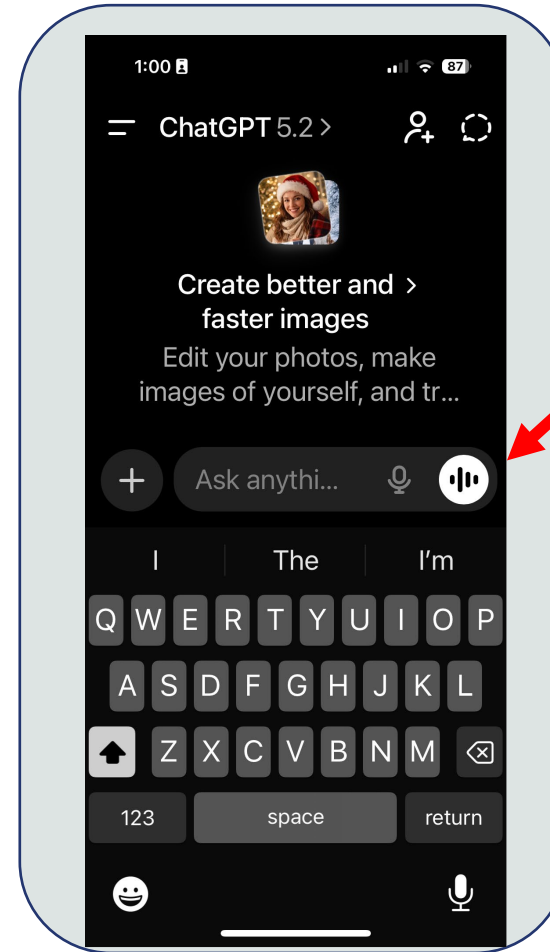 1:00 87
ChatGPT 5.2 >
Create better and >
faster images
Edit your photos, make
images of yourself, and tr...
Ask anythi...
I The I’m
Q W E R T Y U I O P
A S D F G H J K L
Z X C V B N M
123 space return